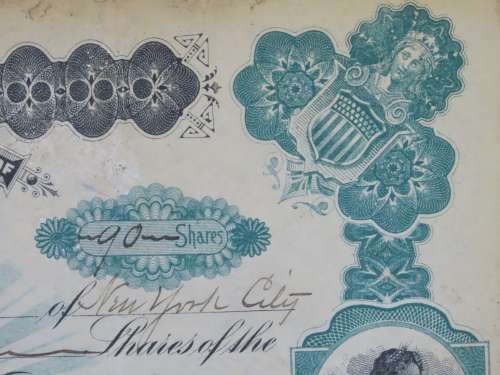 90 Shares
of New York City
Shares of the